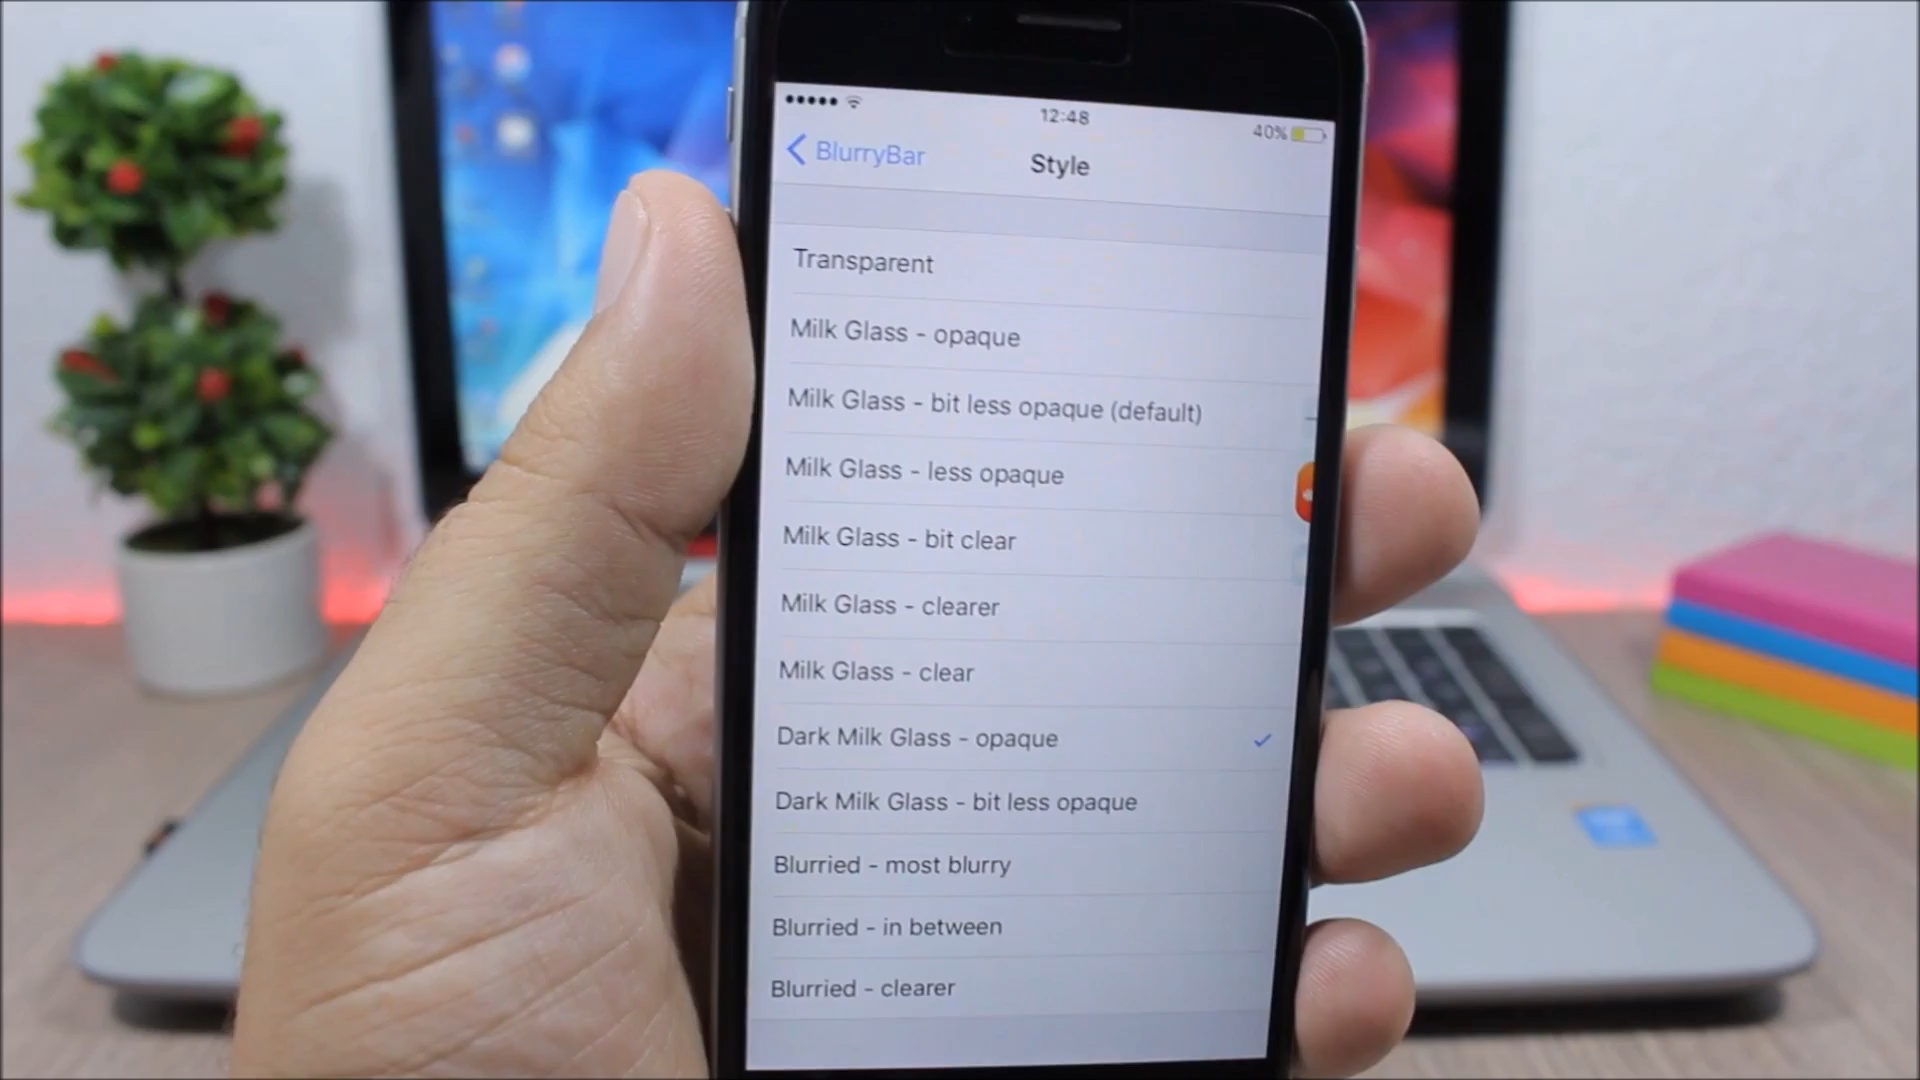 12:48
40%
BlurryBar
Style
Transparent
Milk Glass - opaque
Milk Glass - bit less opaque (default)
Milk Glass - less opaque
Milk Glass - bit clear
Milk Glass - clearer
Milk Glass - clear
Dark Milk Glass - opaque
Dark Milk Glass - bit less opaque
Blurried - most blurry
Blurried - in between
Blurried - clearer